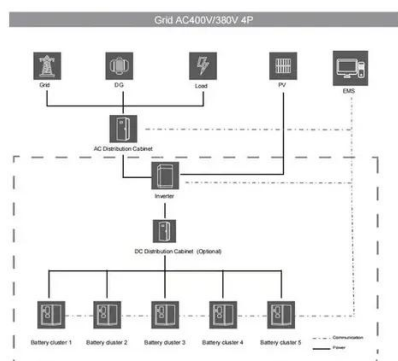 Grid AC400V/380V 4P
Grid
DG
Load
PV
EMS
AC Distribution Cabinet
Inverter
DC Distribution Cabinet (Optional)
Battery cluster 1
Battery cluster 2
Battery cluster 3
Battery cluster 4
Battery cluster 5
Communication
Power